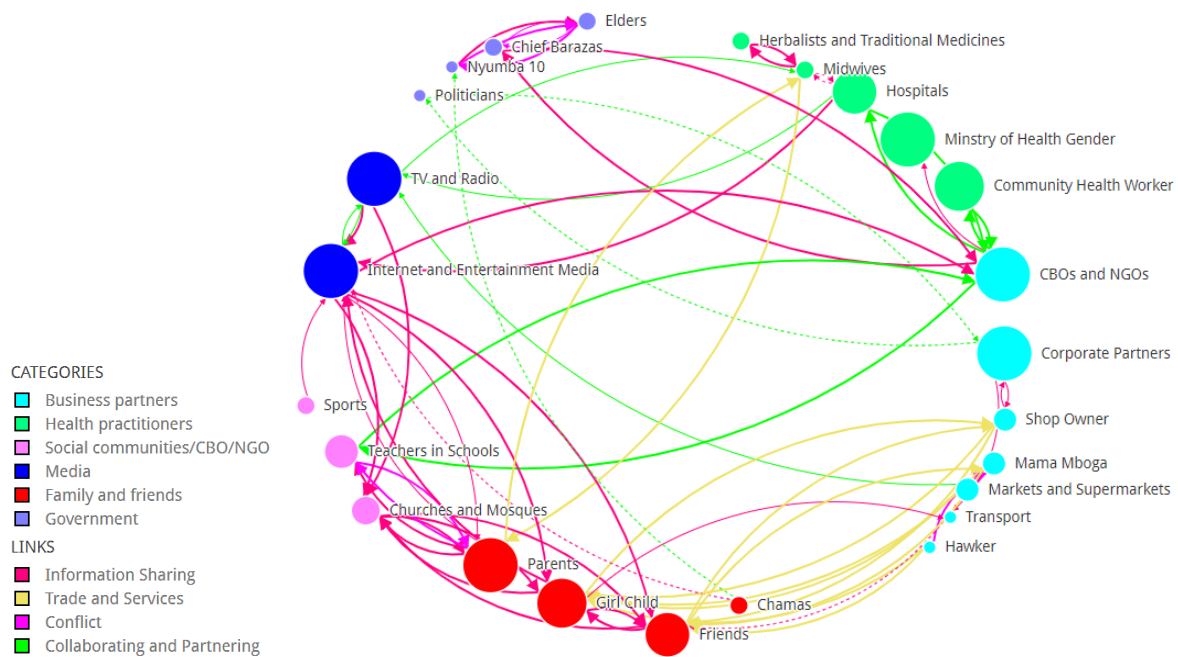 Elders
Chief Barazas
Nyumba 10
Politicians
Herbalists and Traditional Medicines
Midwives
Hospitals
Minstry of Health Gender
TV and Radio
Community Health Worker
Internet and Entertainment Media
CBOs and NGOs
Corporate Partners
CATEGORIES
Business partners
Health practitioners
Social communities/CBO/NGO
Media
Family and friends
Government
LINKS
Information Sharing
Trade and Services
Conflict
Collaborating and Partnering
Sports
Shop Owner
Teachers in Schools
Mama Mboga
Markets and Supermarkets
Churches and Mosques
Transport
Hawker
Parents
Girl Child
Chamas
Friends